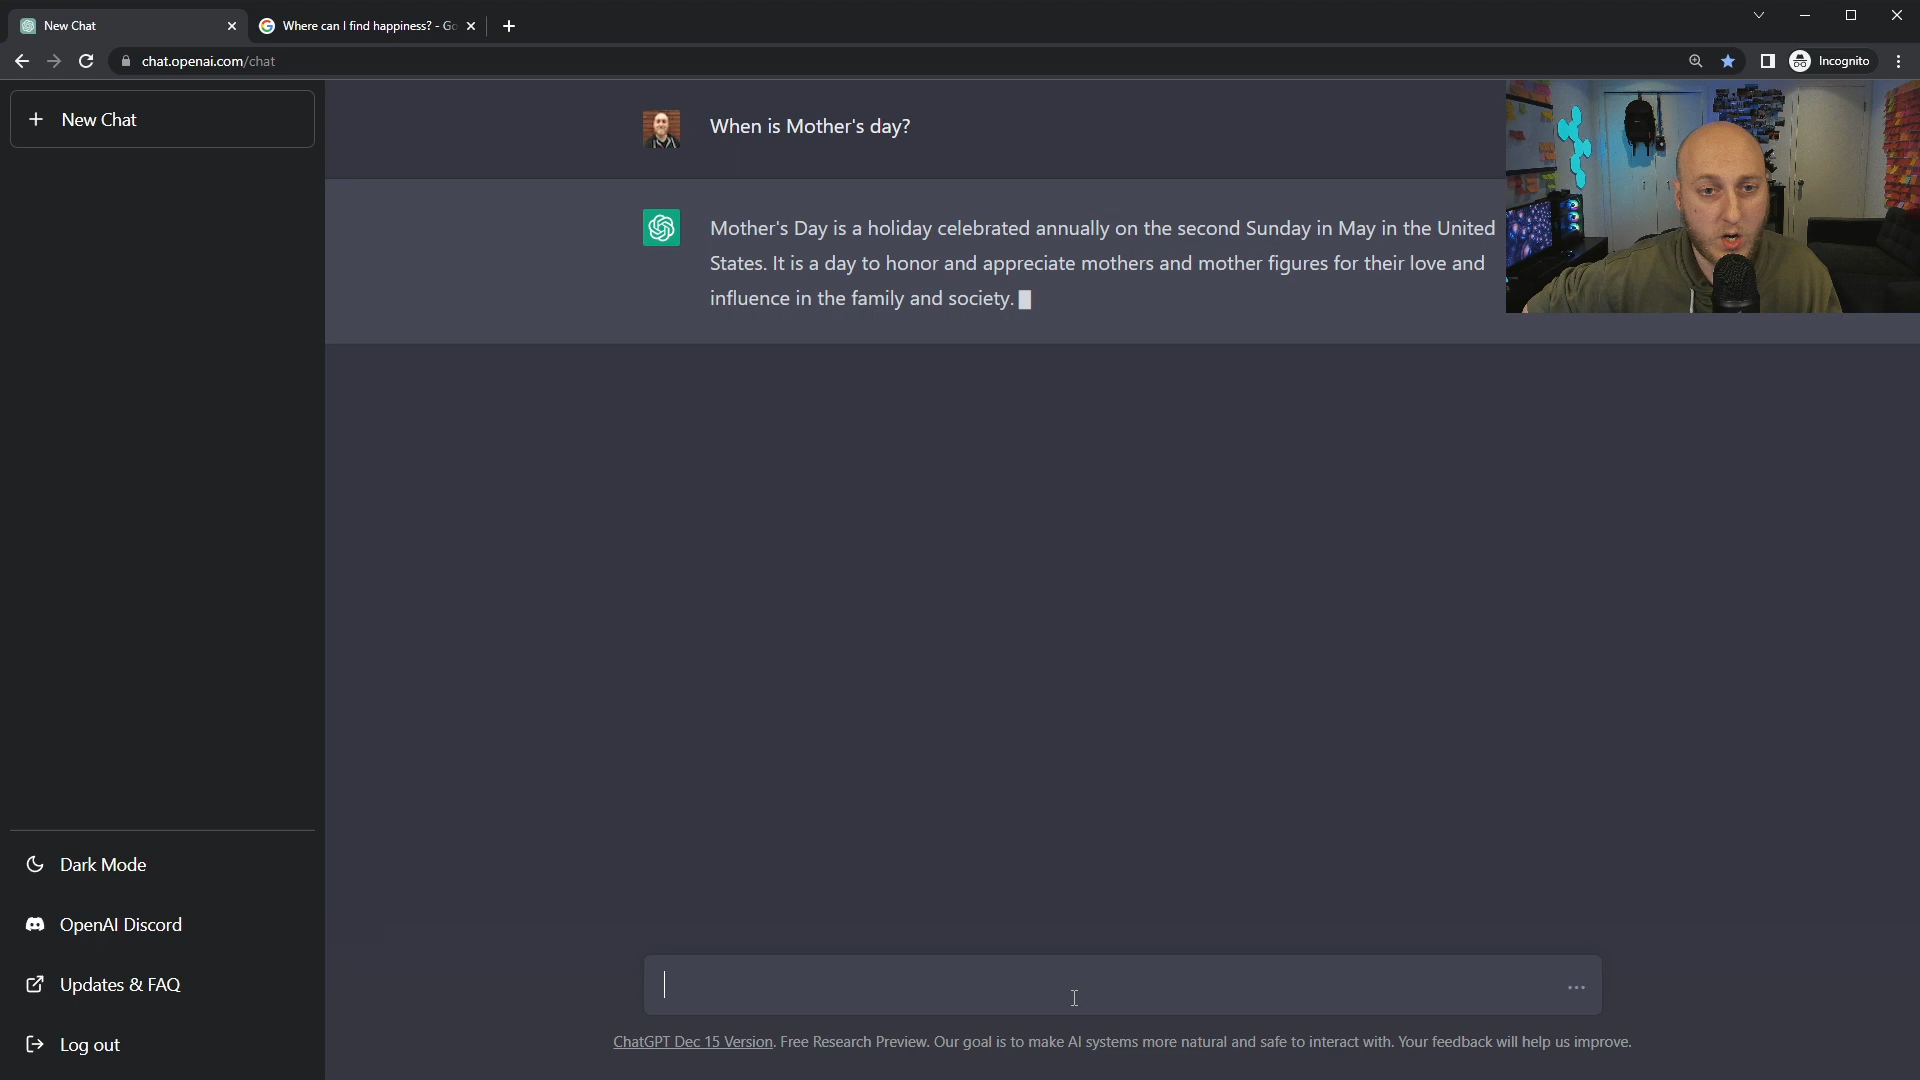 New Chat
Where can I find happiness? - Go
chat.openai.com/chat
Incognito
New Chat
When is Mother's day?
Mother's Day is a holiday celebrated annually on the second Sunday in May in the United
States. It is a day to honor and appreciate mothers and mother figures for their love and
influence in the family and society.
Dark Mode
OpenAI Discord
Updates & FAQ
Log out
ChatGPT Dec 15 Version. Free Research Preview. Our goal is to make AI systems more natural and safe to interact with. Your feedback will help us improve.